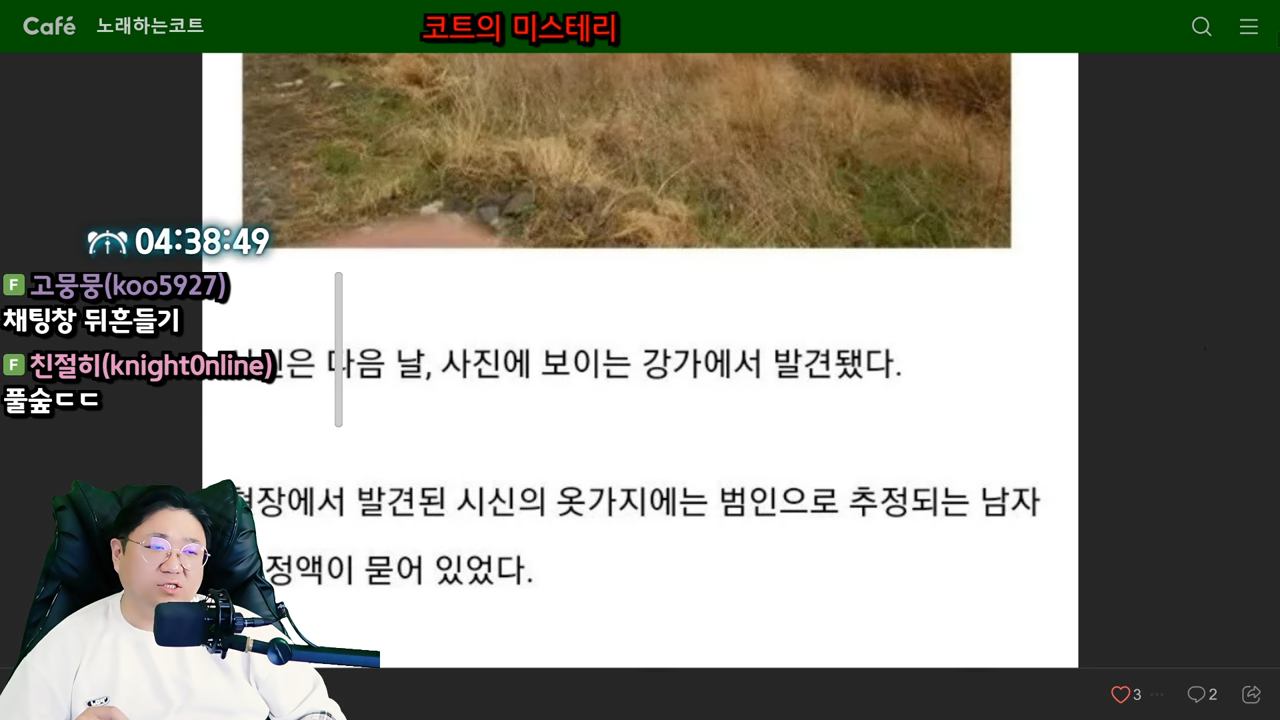 Café 노래하는코트
코트의 미스테리
04:38:49
F 고뭉뭉(koo5927)
채팅창 뒤흔들기
F 친절히(knight0nline)
풀숲ㄷㄷ
다음 날, 사진에 보이는 강가에서 발견됐다.
현장에서 발견된 시신의 옷가지에는 범인으로 추정되는 남자
정액이 묻어 있었다.
3
2